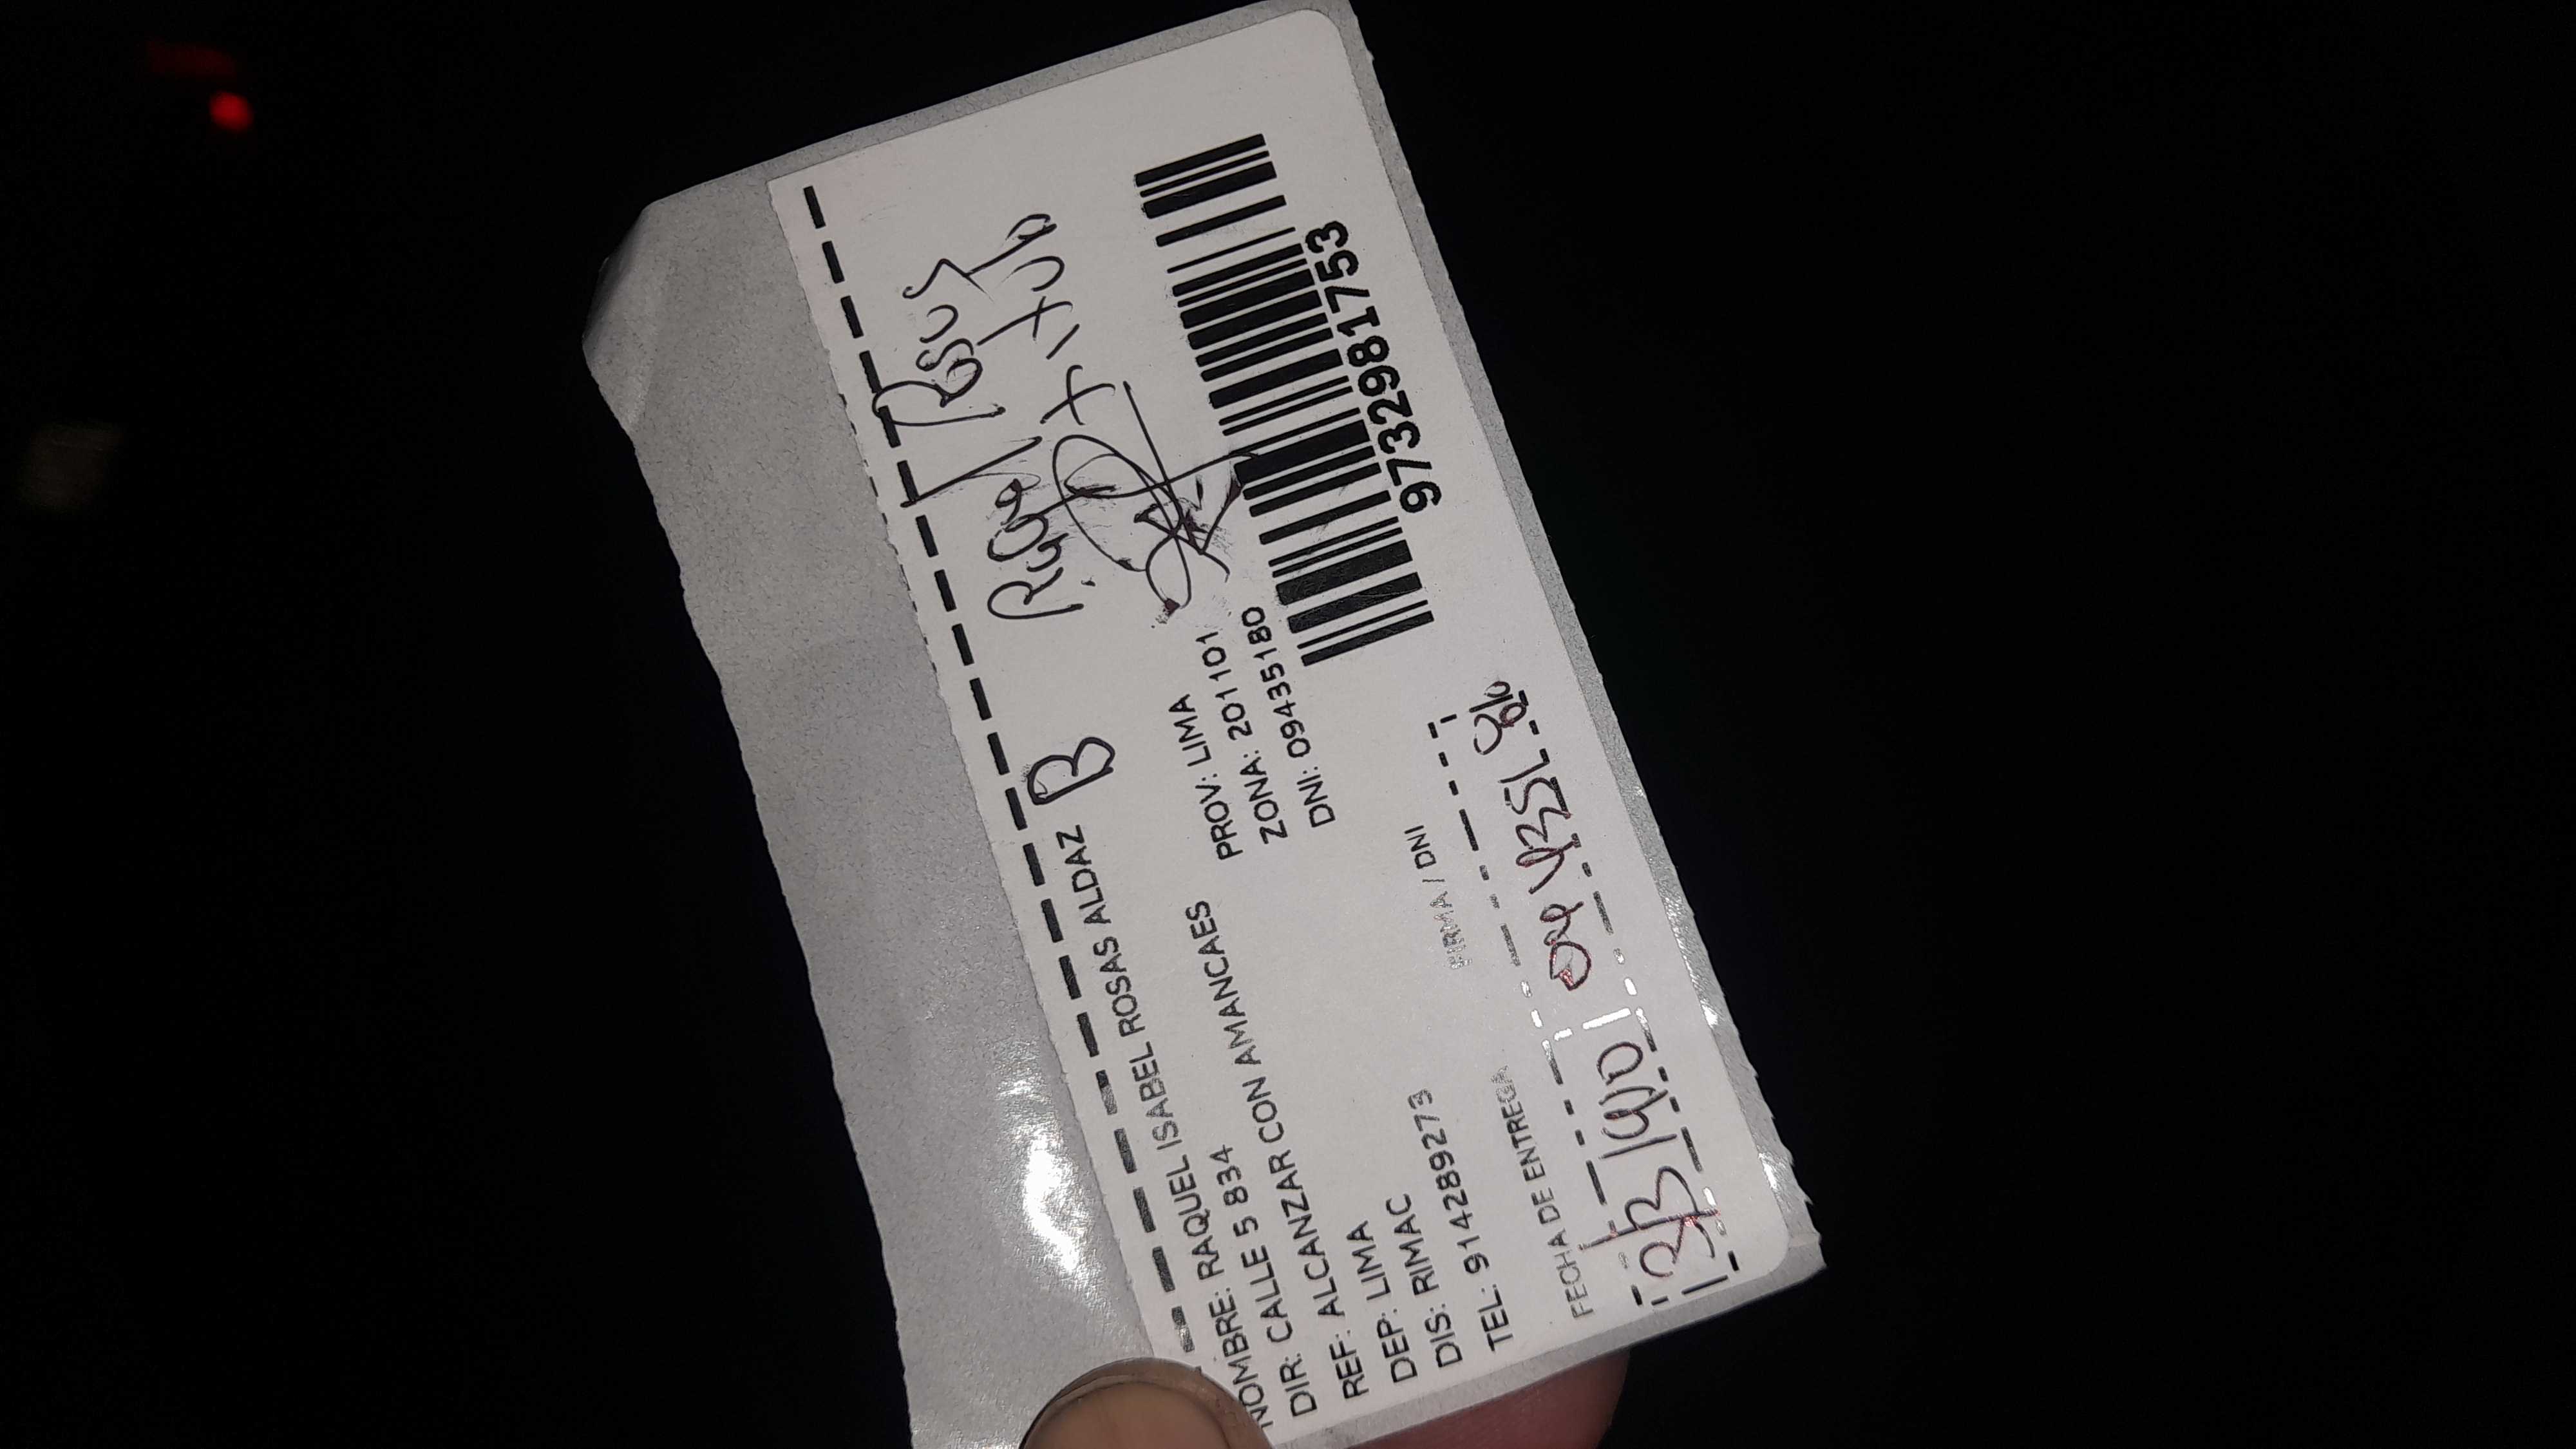 NOMBRE: RAQUEL ISABEL ROSAS ALDAZ B
DIR: CALLE 5 834
REF: ALCANZAR CON AMANCAES
DEP: LIMA
PROV: LIMA
DIS: RIMAC
ZONA: 201101
TEL: 914289273
DNI: 09435180
9732981753
FECHA DE ENTREGA
FIRMA / DNI